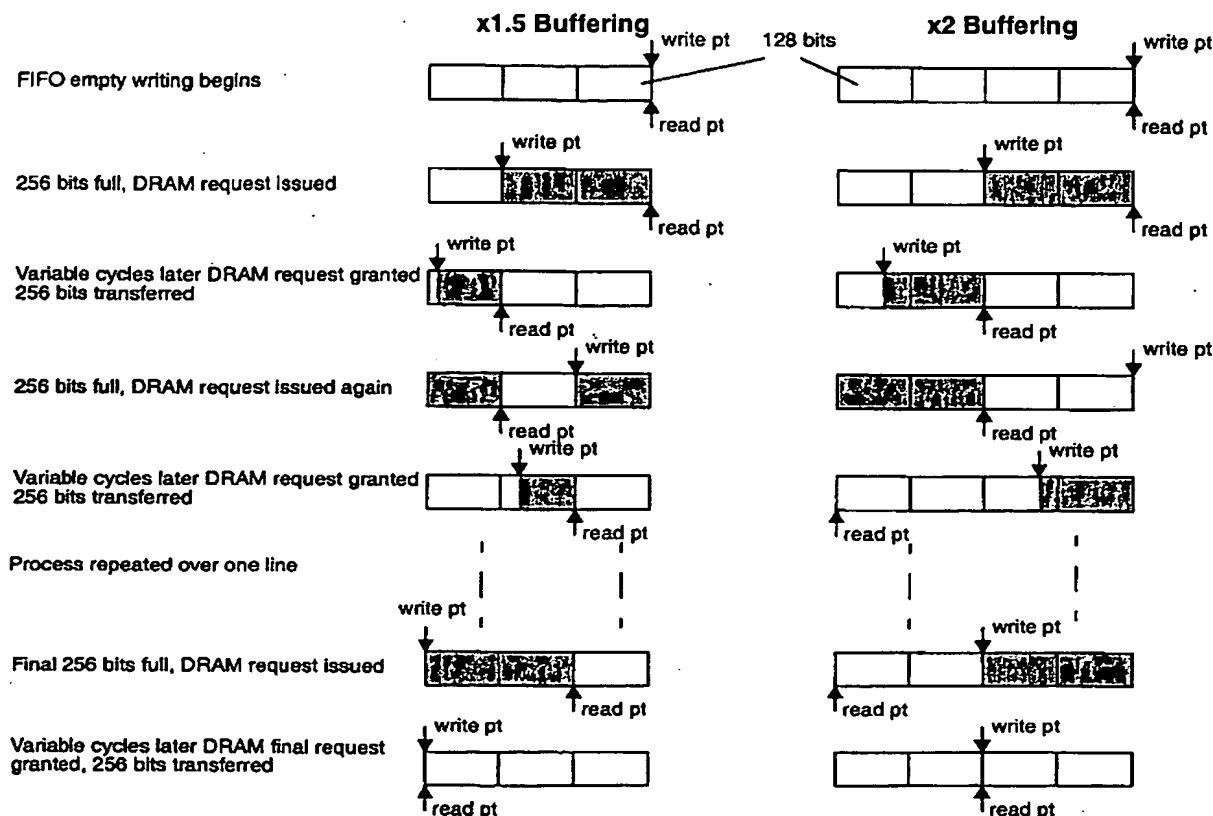 x1.5 Buffering
x2 Buffering
write pt
128 bits
write pt
FIFO empty writing begins
read pt
read pt
write pt
write pt
256 bits full, DRAM request issued
read pt
read pt
write pt
write pt
Variable cycles later DRAM request granted
256 bits transferred
read pt
read pt
write pt
write pt
256 bits full, DRAM request issued again
read pt
read pt
write pt
write pt
Variable cycles later DRAM request granted
256 bits transferred
read pt
read pt
Process repeated over one line
write pt
write pt
Final 256 bits full, DRAM request issued
read pt
read pt
write pt
write pt
Variable cycles later DRAM final request
granted, 256 bits transferred
read pt
read pt